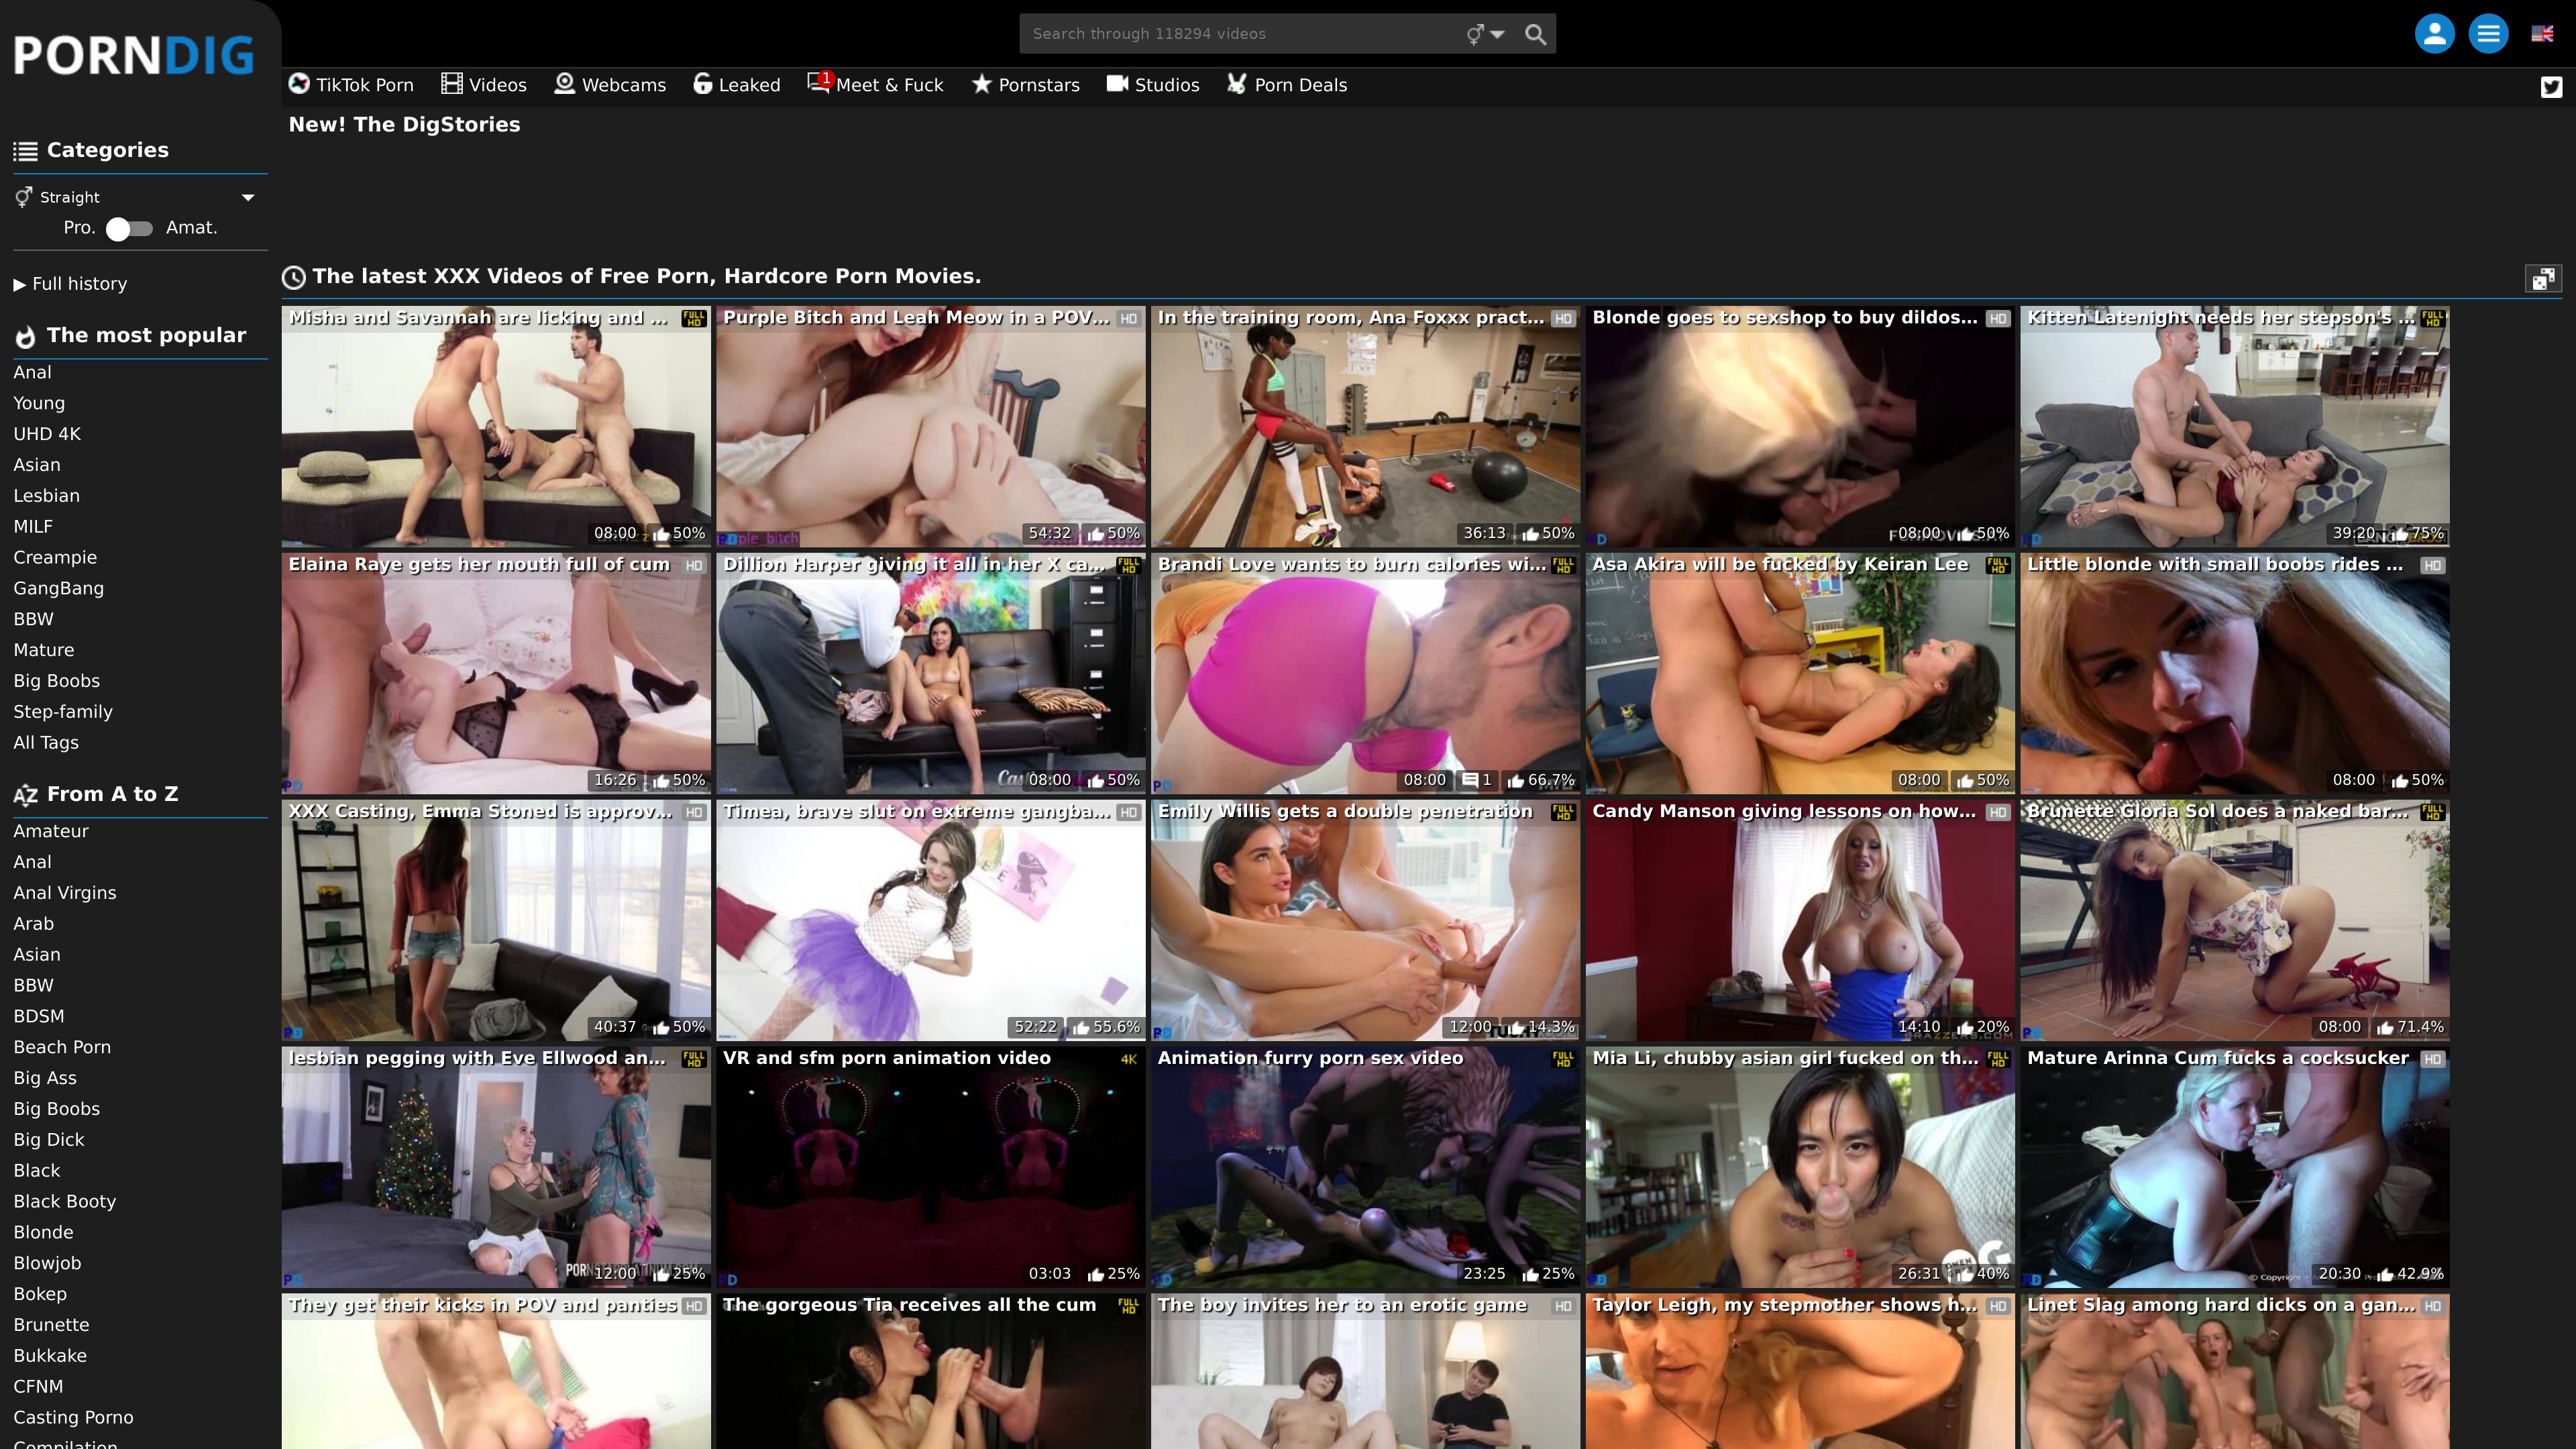 PORNDIG
Search through 118294 videos
TikTok Porn Videos Webcams Leaked 1 Meet & Fuck Pornstars Studios Porn Deals
New! The DigStories
Categories
Straight
Pro. Amat.
▶ Full history
The most popular
Anal
Young
UHD 4K
Asian
Lesbian
MILF
Creampie
GangBang
BBW
Mature
Big Boobs
Step-family
All Tags
From A to Z
Amateur
Anal
Anal Virgins
Arab
Asian
BBW
BDSM
Beach Porn
Big Ass
Big Boobs
Big Dick
Black
Black Booty
Blonde
Blowjob
Bokep
Brunette
Bukkake
CFNM
Casting Porno
Compilation
The latest XXX Videos of Free Porn, Hardcore Porn Movies.
Misha and Savannah are licking and ... FULL HD
08:00 50%
Purple Bitch and Leah Meow in a POV... HD
54:32 50%
In the training room, Ana Foxxx pract... HD
36:13 50%
Blonde goes to sexshop to buy dildos... HD
08:00 50%
Kitten Latenight needs her stepson's ... FULL HD
39:20 75%
Elaina Raye gets her mouth full of cum HD
16:26 50%
Dillion Harper giving it all in her X ca... FULL HD
08:00 50%
Brandi Love wants to burn calories wi... FULL HD
08:00 1 66.7%
Asa Akira will be fucked by Keiran Lee FULL HD
08:00 50%
Little blonde with small boobs rides ... HD
08:00 50%
XXX Casting, Emma Stoned is approv... HD
40:37 50%
Timea, brave slut on extreme gangba... HD
52:22 55.6%
Emily Willis gets a double penetration FULL HD
12:00 14.3%
Candy Manson giving lessons on how... HD
14:10 20%
Brunette Gloria Sol does a naked bar... FULL HD
08:00 71.4%
lesbian pegging with Eve Ellwood an... FULL HD
12:00 25%
VR and sfm porn animation video 4K
03:03 25%
Animation furry porn sex video FULL HD
23:25 25%
Mia Li, chubby asian girl fucked on th... FULL HD
26:31 40%
Mature Arinna Cum fucks a cocksucker HD
20:30 42.9%
They get their kicks in POV and panties HD
The gorgeous Tia receives all the cum FULL HD
The boy invites her to an erotic game HD
Taylor Leigh, my stepmother shows h... HD
Linet Slag among hard dicks on a gan... HD